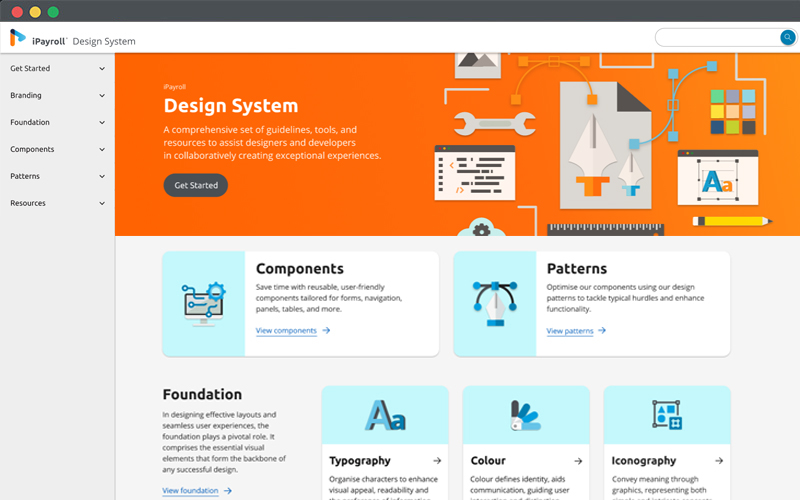 iPayroll® Design System
Get Started
Branding
Foundation
Components
Patterns
Resources
iPayroll
Design System
A comprehensive set of guidelines, tools, and
resources to assist designers and developers
in collaboratively creating exceptional experiences.
Get Started
Aa
Components
Save time with reusable, user-friendly
components tailored for forms, navigation,
panels, tables, and more.
View components
Patterns
Optimise our components using our design
patterns to tackle typical hurdles and enhance
functionality.
View patterns
Foundation
In designing effective layouts and
seamless user experiences, the
foundation plays a pivotal role. It
comprises the essential visual
elements that form the backbone of
any successful design.
View foundation
Aa
Typography
Organise characters to enhance
visual appeal, readability and
Colour
Colour defines identity, aids
communication, guiding user
Iconography
Convey meaning through
graphics, representing both